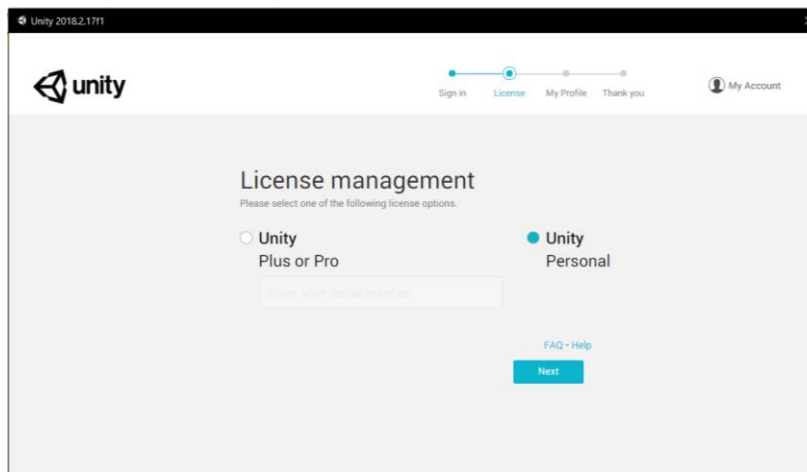 Unity 2018.2.17f1
unity
Sign in License My Profile Thank you
My Account
License management
Please select one of the following license options.
Unity
Plus or Pro
Enter your serial number
Unity
Personal
FAQ - Help
Next